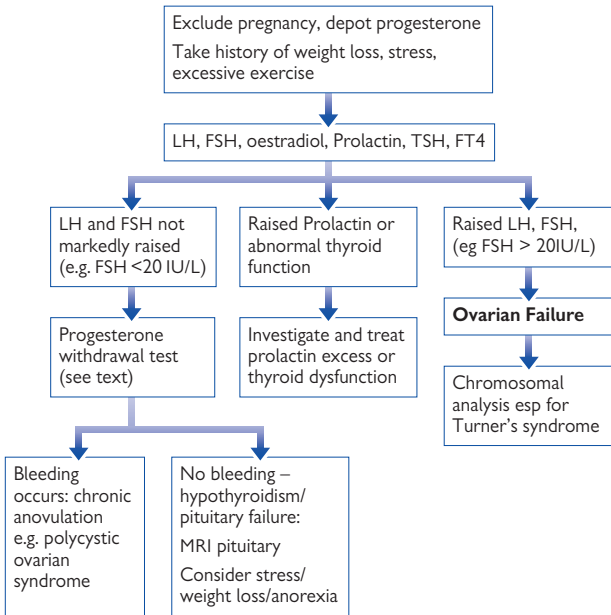 Exclude pregnancy, depot progesterone
Take history of weight loss, stress,
excessive exercise
LH, FSH, oestradiol, Prolactin, TSH, FT4
LH and FSH not
markedly raised
(e.g. FSH <20 IU/L)
Raised Prolactin or
abnormal thyroid
function
Raised LH, FSH,
(eg FSH > 20IU/L)
Progesterone
withdrawal test
(see text)
Investigate and treat
prolactin excess or
thyroid dysfunction
Ovarian Failure
Chromosomal
analysis esp for
Turner's syndrome
Bleeding
occurs: chronic
anovulation
e.g. polycystic
ovarian
syndrome
No bleeding –
hypothyroidism/
pituitary failure:
MRI pituitary
Consider stress/
weight loss/anorexia